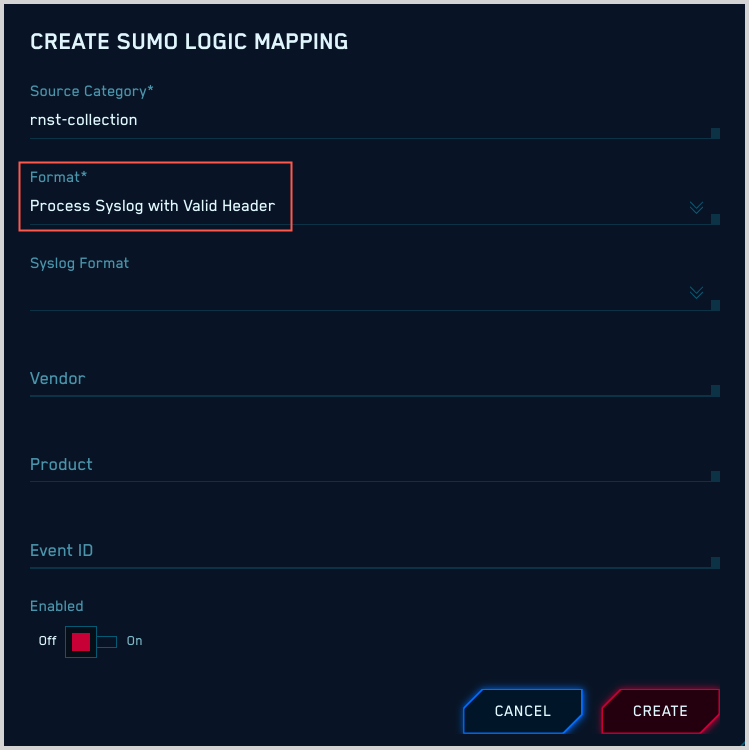 CREATE SUMO LOGIC MAPPING
Source Category*
rnst-collection
Format*
Process Syslog with Valid Header
Syslog Format
Vendor
Product
Event ID
Enabled
Off On
CANCEL CREATE